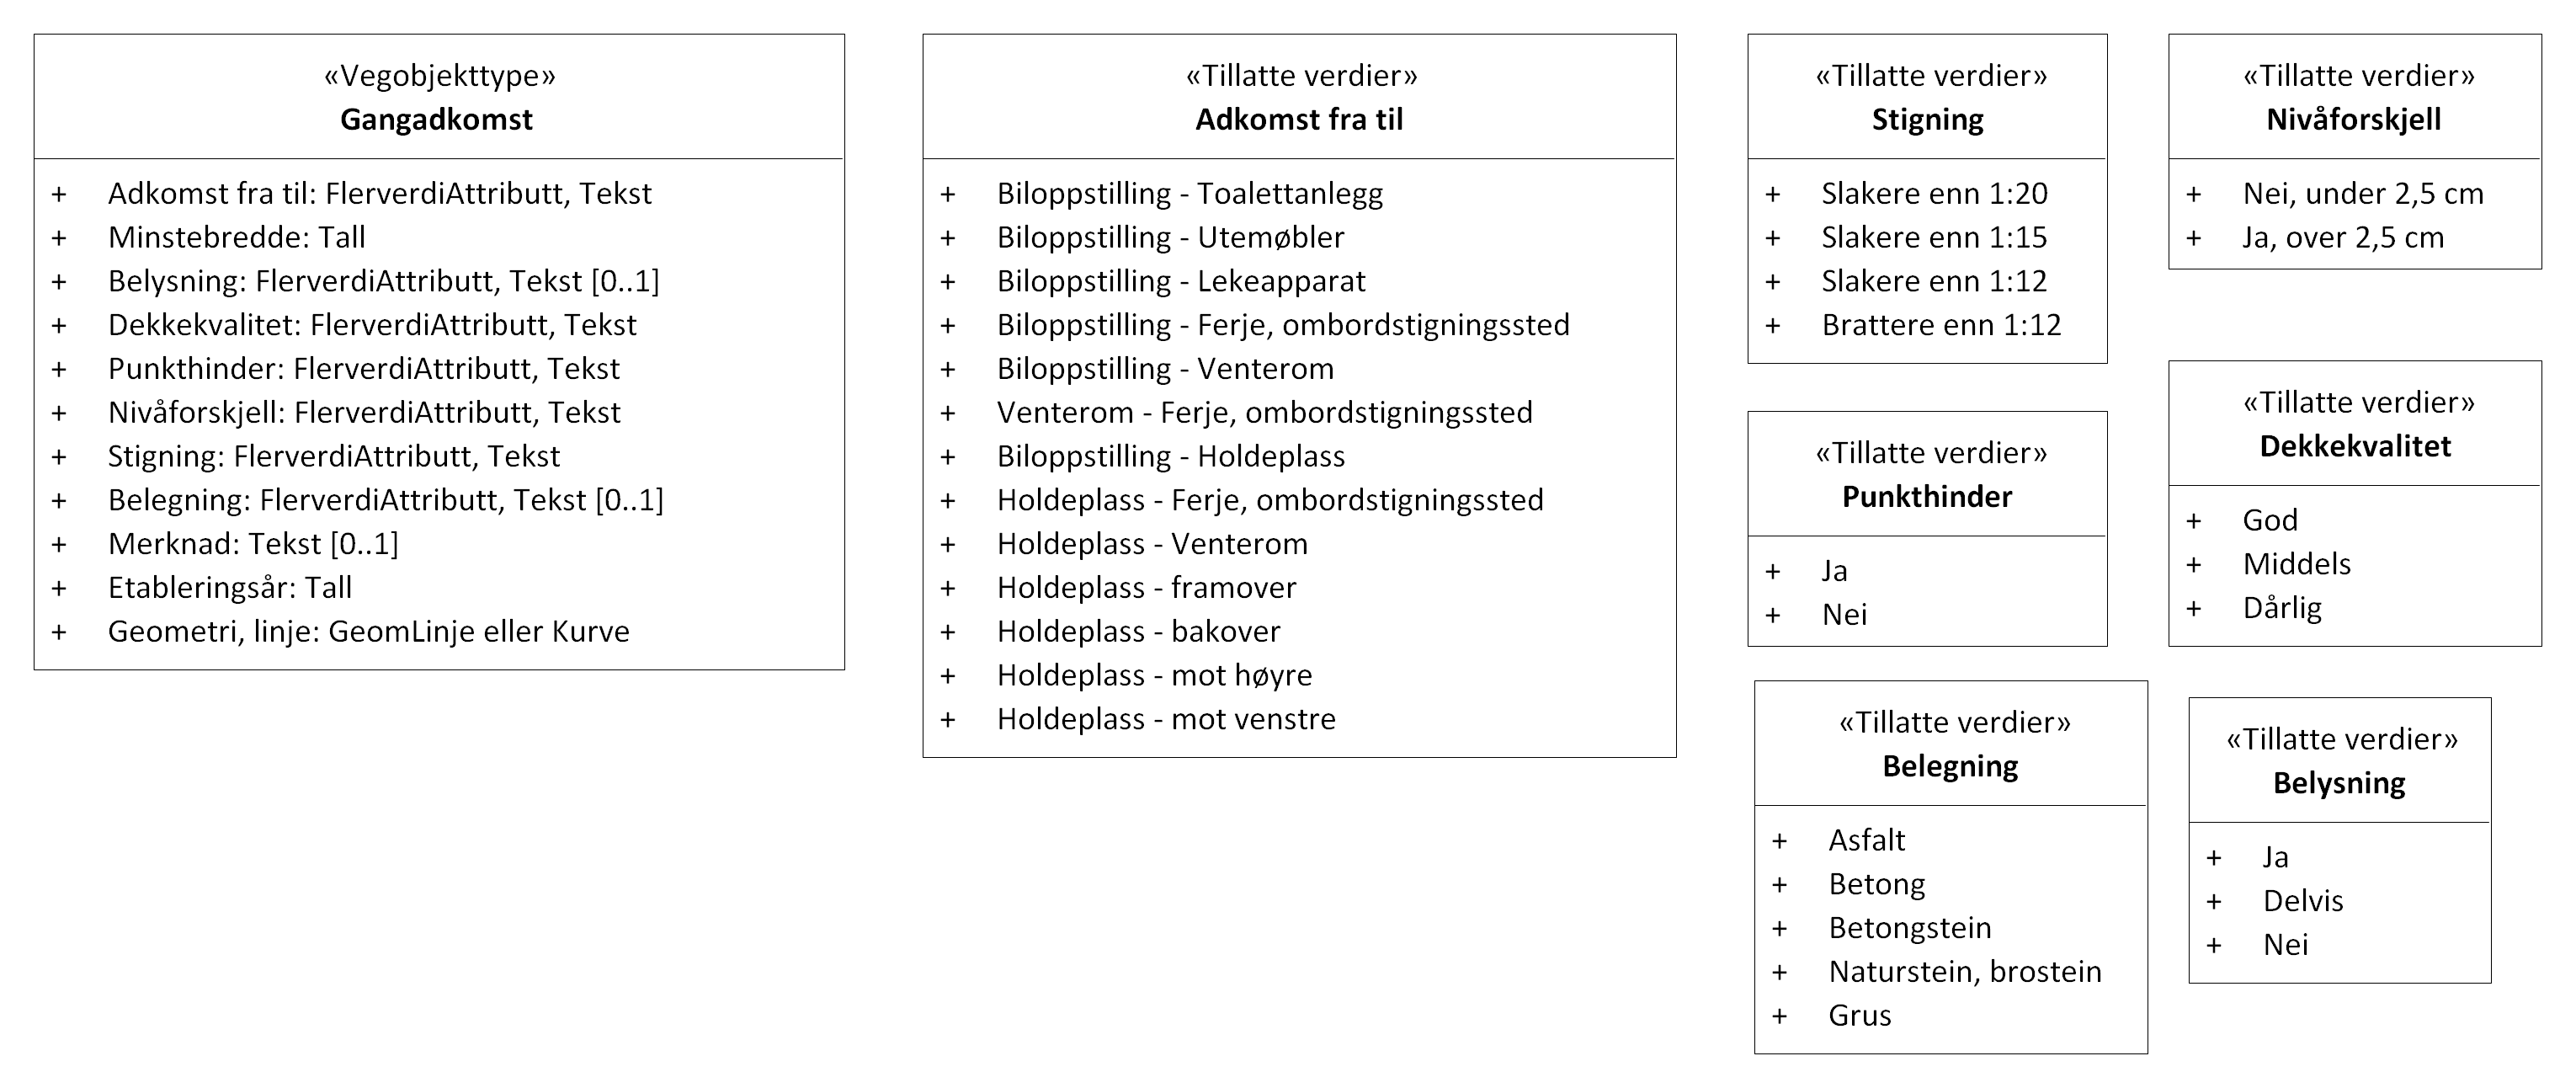 «Vegobjekttype»
Gangadkomst
+ Adkomst fra til: FlerverdiAttributt, Tekst
+ Minstebredde: Tall
+ Belysning: FlerverdiAttributt, Tekst [0..1]
+ Dekkekvalitet: FlerverdiAttributt, Tekst
+ Punkthinder: FlerverdiAttributt, Tekst
+ Nivåforskjell: FlerverdiAttributt, Tekst
+ Stigning: FlerverdiAttributt, Tekst
+ Belegning: FlerverdiAttributt, Tekst [0..1]
+ Merknad: Tekst [0..1]
+ Etableringsår: Tall
+ Geometri, linje: GeomLinje eller Kurve
«Tillatte verdier»
Adkomst fra til
+ Biloppstilling - Toalettanlegg
+ Biloppstilling - Utemøbler
+ Biloppstilling - Lekeapparat
+ Biloppstilling - Ferje, ombordstigningssted
+ Biloppstilling - Venterom
+ Venterom - Ferje, ombordstigningssted
+ Biloppstilling - Holdeplass
+ Holdeplass - Ferje, ombordstigningssted
+ Holdeplass - Venterom
+ Holdeplass - framover
+ Holdeplass - bakover
+ Holdeplass - mot høyre
+ Holdeplass - mot venstre
«Tillatte verdier»
Stigning
+ Slakere enn 1:20
+ Slakere enn 1:15
+ Slakere enn 1:12
+ Brattere enn 1:12
«Tillatte verdier»
Nivåforskjell
+ Nei, under 2,5 cm
+ Ja, over 2,5 cm
«Tillatte verdier»
Punkthinder
+ Ja
+ Nei
«Tillatte verdier»
Dekkekvalitet
+ God
+ Middels
+ Dårlig
«Tillatte verdier»
Belegning
+ Asfalt
+ Betong
+ Betongstein
+ Naturstein, brostein
+ Grus
«Tillatte verdier»
Belysning
+ Ja
+ Delvis
+ Nei